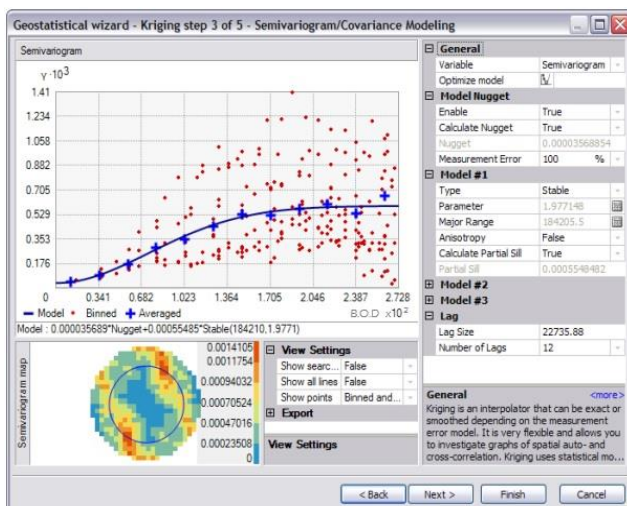 Geostatistical wizard - Kriging step 3 of 5 - Semivariogram/Covariance Modeling
Semivariogram
γ ·10³
1.41
1.234
1.058
0.882
0.705
0.529
0.353
0.176
0 0.341 0.682 1.023 1.364 1.705 2.046 2.387 2.728
Model Binned Averaged
Model : 0.000035689*Nugget+0.00055485*Stable(184210,1.9771)
Semivariogram map
0.0014105
0.0011754
0.00094032
0.00070524
0.00047016
0.00023508
0
View Settings
Show searc... False
Show all lines False
Show points Binned and...
Export
View Settings
General
Variable Semivariogram
Optimize model
Model Nugget
Enable True
Calculate Nugget True
Nugget 0.00003568854
Measurement Error 100 %
Model #1
Type Stable
Parameter 1.977148
Major Range 184205.5
Anisotropy False
Calculate Partial Sill True
Partial Sill 0.0005548482
Model #2
Model #3
Lag
Lag Size 22735.88
Number of Lags 12
General <more>
Kriging is an interpolator that can be exact or
smoothed depending on the measurement
error model. It is very flexible and allows you
to investigate graphs of spatial auto- and
cross-correlation. Kriging uses statistical mo...
< Back Next > Finish Cancel